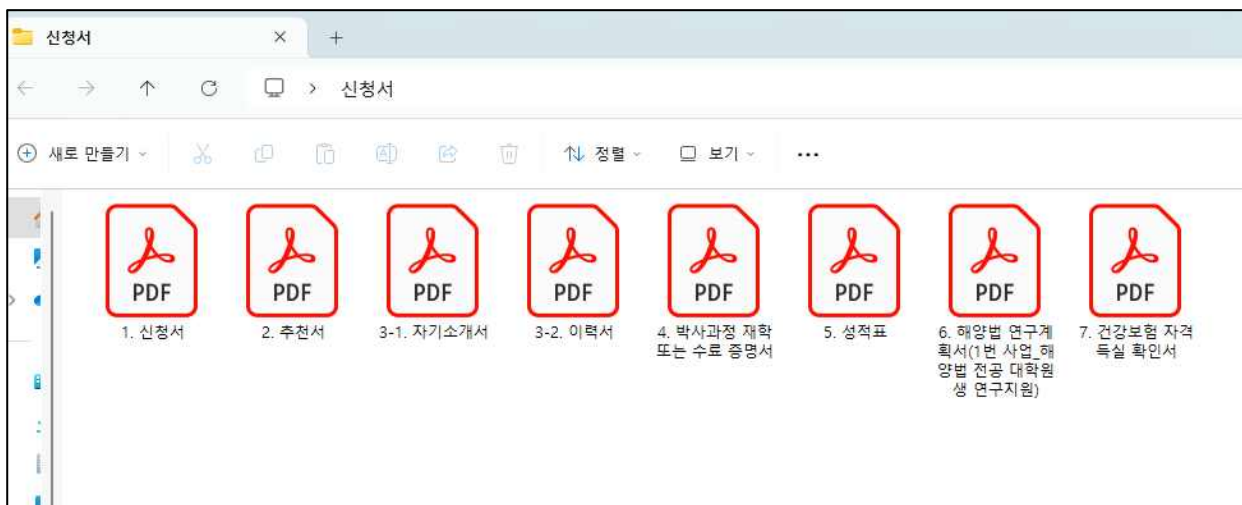 신청서
신청서
새로 만들기
정렬
보기
PDF
PDF
PDF
PDF
PDF
PDF
PDF
PDF
1. 신청서
2. 추천서
3-1. 자기소개서
3-2. 이력서
4. 박사과정 재학
또는 수료 증명서
5. 성적표
6. 해양법 연구계
획서(1번 사업_해
양법 전공 대학원
생 연구지원)
7. 건강보험 자격
득실 확인서